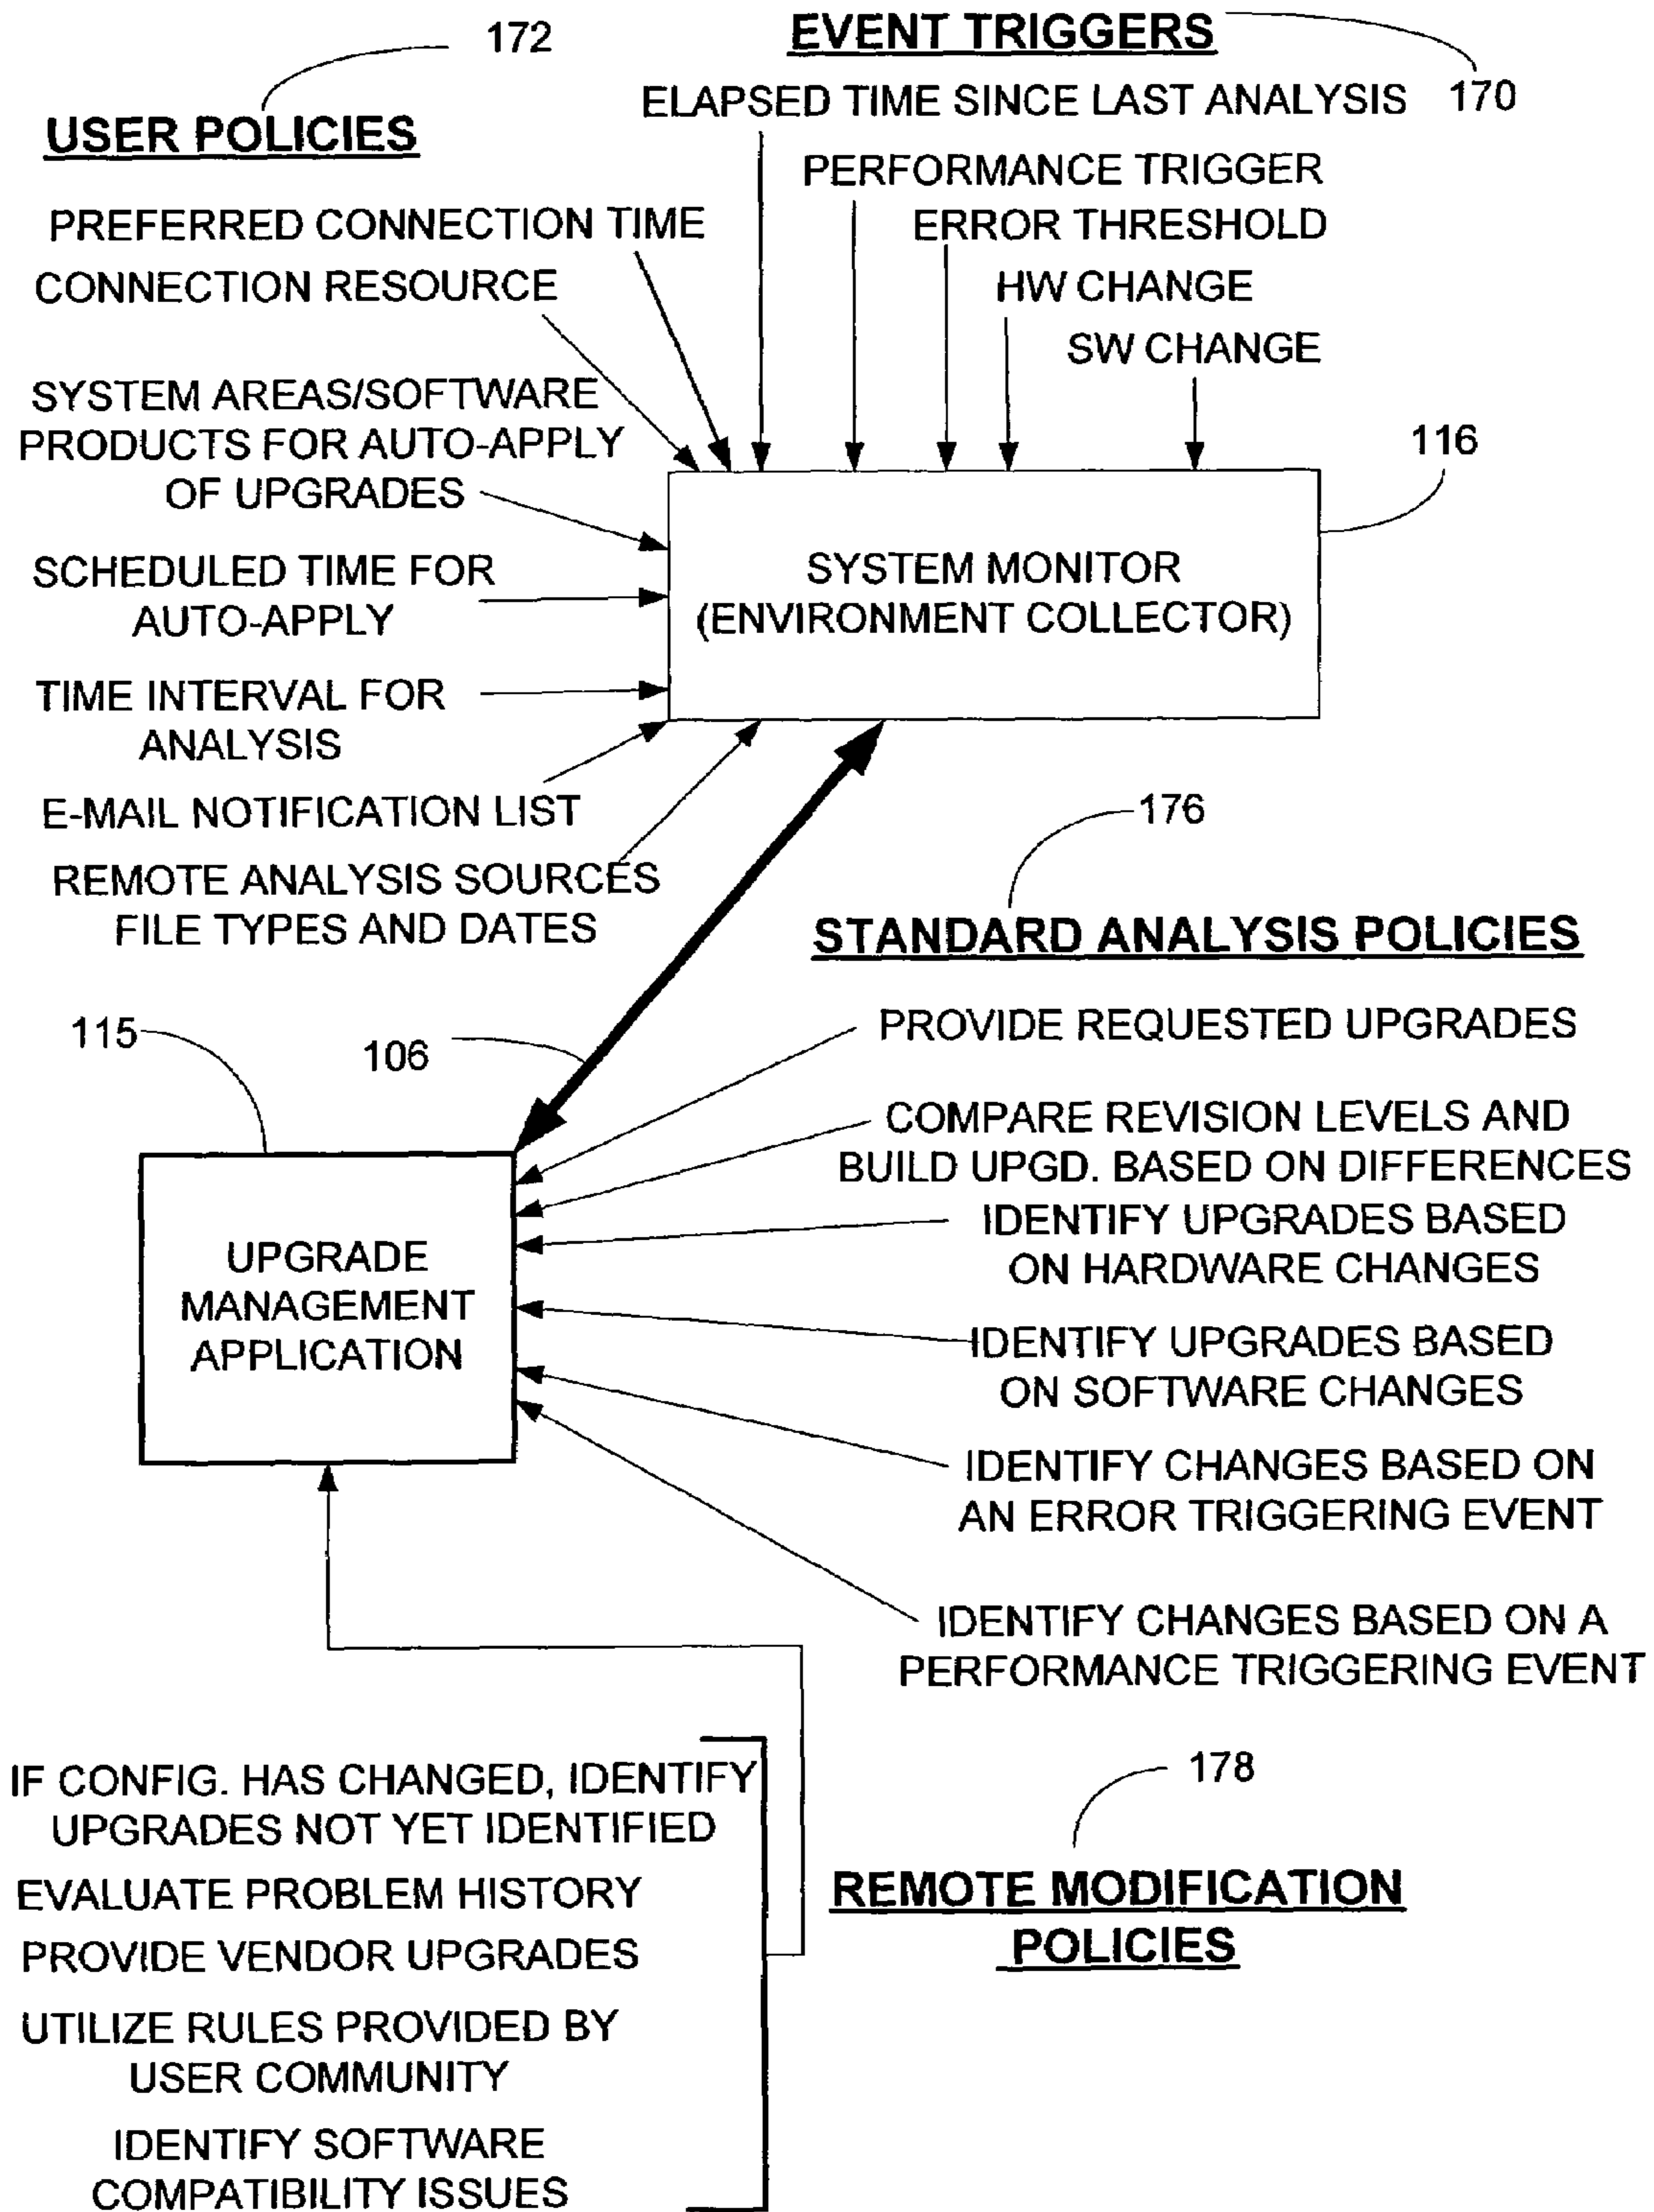 172
EVENT TRIGGERS
ELAPSED TIME SINCE LAST ANALYSIS 170
USER POLICIES
PERFORMANCE TRIGGER
PREFERRED CONNECTION TIME
ERROR THRESHOLD
CONNECTION RESOURCE
HW CHANGE
SW CHANGE
SYSTEM AREAS/SOFTWARE
PRODUCTS FOR AUTO-APPLY
OF UPGRADES
116
SCHEDULED TIME FOR
AUTO-APPLY
SYSTEM MONITOR
(ENVIRONMENT COLLECTOR)
TIME INTERVAL FOR
ANALYSIS
E-MAIL NOTIFICATION LIST
REMOTE ANALYSIS SOURCES
FILE TYPES AND DATES
176
STANDARD ANALYSIS POLICIES
115
106
PROVIDE REQUESTED UPGRADES
COMPARE REVISION LEVELS AND
BUILD UPGD. BASED ON DIFFERENCES
IDENTIFY UPGRADES BASED
ON HARDWARE CHANGES
UPGRADE
MANAGEMENT
APPLICATION
IDENTIFY UPGRADES BASED
ON SOFTWARE CHANGES
IDENTIFY CHANGES BASED ON
AN ERROR TRIGGERING EVENT
IDENTIFY CHANGES BASED ON A
PERFORMANCE TRIGGERING EVENT
IF CONFIG. HAS CHANGED, IDENTIFY
UPGRADES NOT YET IDENTIFIED
EVALUATE PROBLEM HISTORY
PROVIDE VENDOR UPGRADES
UTILIZE RULES PROVIDED BY
USER COMMUNITY
IDENTIFY SOFTWARE
COMPATIBILITY ISSUES
178
REMOTE MODIFICATION
POLICIES